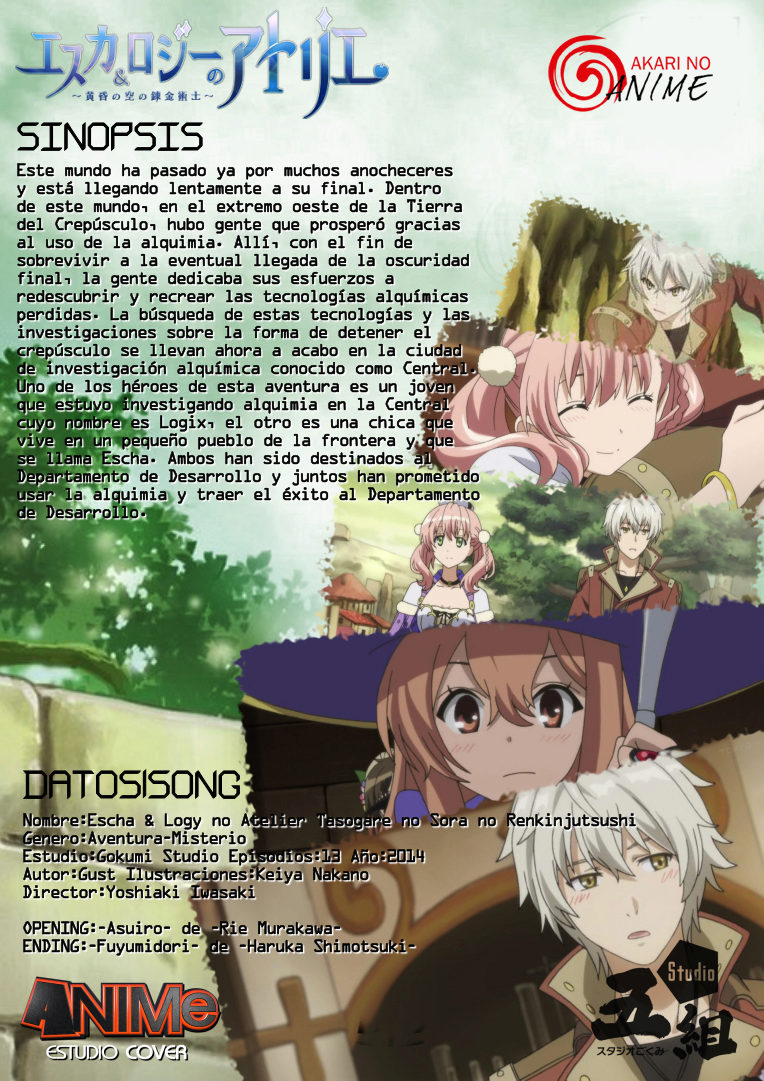 エスカ&ロジーのアトリエ
～黄昏の空の錬金術士～
AKARI NO
ANIME
SINOPSIS
Este mundo ha pasado ya por muchos anocheceres
y está llegando lentamente a su final. Dentro
de este mundo, en el extremo oeste de la Tierra
del Crepúsculo, hubo gente que prosperó gracias
al uso de la alquimia. Allí, con el fin de
sobrevivir a la eventual llegada de la oscuridad
final, la gente dedicaba sus esfuerzos a
redescubrir y recrear las tecnologías alquímicas
perdidas. La búsqueda de estas tecnologías y las
investigaciones sobre la forma de detener el
crepúsculo se llevan ahora a acabo en la ciudad
de investigación alquímica conocido como Central.
Uno de los héroes de esta aventura es un joven
que estuvo investigando alquimia en la Central
cuyo nombre es Logix, el otro es una chica que
vive en un pequeño pueblo de la frontera y que
se llama Escha. Ambos han sido destinados al
Departamento de Desarrollo y juntos han prometido
usar la alquimia y traer el éxito al Departamento
de Desarrollo.
DATOSISONG
Nombre:Escha & Logy no Atelier Tasogare no Sora no Renkinjutsushi
Genero:Aventura-Misterio
Estudio:Gokumi Studio Episodios:13 Año:2014
Autor:Gust Ilustraciones:Keiya Nakano
Director:Yoshiaki Iwasaki
OPENING:-Asuiro- de -Rie Murakawa-
ENDING:-Fuyumidori- de -Haruka Shimotsuki-
ANIMe
ESTUDIO COVER
Studio
五組
スタジオごくみ